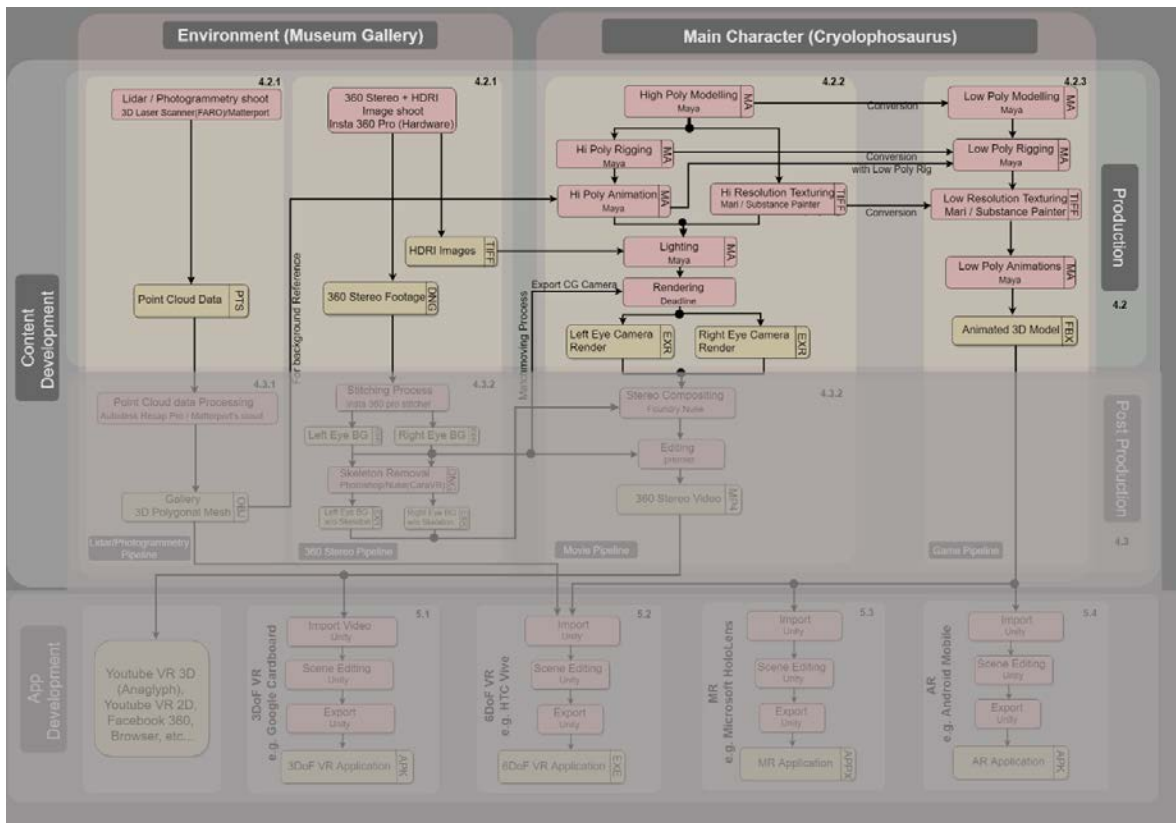 Environment (Museum Gallery)
Main Character (Cryolophosaurus)
4.2.1
Lidar / Photogrammetry shoot
3D Laser Scanner(FARO)/Matterport
4.2.1
360 Stereo + HDRI
Image shoot
Insta 360 Pro (Hardware)
4.2.2
High Poly Modelling
Maya
MA
Conversion
4.2.3
Low Poly Modelling
Maya
MA
Hi Poly Rigging
Maya
MA
Conversion
with Low Poly Rig
Low Poly Rigging
Maya
MA
Hi Poly Animation
Maya
MA
Hi Resolution Texturing
Mari / Substance Painter
TIFF
Conversion
Low Resolution Texturing
Mari / Substance Painter
TIFF
HDRI Images
TIFF
Lighting
Maya
MA
Low Poly Animations
Maya
MA
Point Cloud Data
PTS
360 Stereo Footage
DNG
Export CG Camera
Rendering
Deadline
Left Eye Camera
Render
EXR
Right Eye Camera
Render
EXR
Animated 3D Model
FBX
For background Reference
Matchmoving Process
Production
4.2
Content
Development
4.3.1
Point Cloud data Processing
Autodesk Recap Pro / Matterport's cloud
4.3.2
Stitching Process
Insta 360 pro stitcher
Left Eye BG
Right Eye BG
4.3.2
Stereo Compositing
Foundry Nuke
Editing
premier
Skeleton Removal
Photoshop/Nuke(CaraVR)
DNG
Left Eye BG
w/o Skeleton
EXR
Right Eye BG
w/o Skeleton
EXR
Gallery
3D Polygonal Mesh
OBJ
360 Stereo Video
MP4
Post Production
4.3
Lidar/Photogrammetry
Pipeline
360 Stereo Pipeline
Movie Pipeline
Game Pipeline
App
Development
Youtube VR 3D
(Anaglyph),
Youtube VR 2D,
Facebook 360,
Browser, etc...
3DoF VR
e.g. Google Cardboard
5.1
Import Video
Unity
Scene Editing
Unity
Export
Unity
3DoF VR Application
APK
6DoF VR
e.g. HTC Vive
5.2
Import
Unity
Scene Editing
Unity
Export
Unity
6DoF VR Application
EXE
MR
e.g. Microsoft HoloLens
5.3
Import
Unity
Scene Editing
Unity
Export
Unity
MR Application
APPX
AR
e.g. Android Mobile
5.4
Import
Unity
Scene Editing
Unity
Export
Unity
AR Application
APK